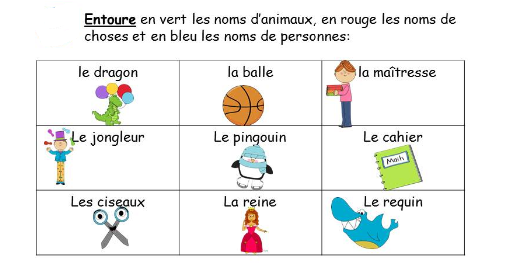 Entoure en vert les noms d'animaux, en rouge les noms de
choses et en bleu les noms de personnes:
le dragon la balle la maîtresse
Le jongleur Le pingouin Le cahier
Math
Les ciseaux La reine Le requin